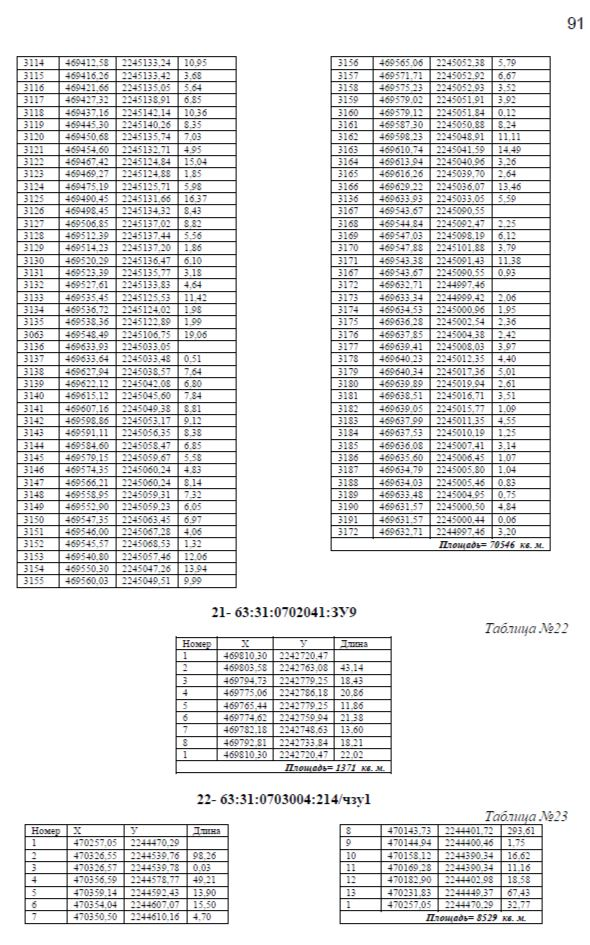 91
3114 469412,58 2245133,24 10,95
3115 469416,26 2245133,42 3,68
3116 469421,66 2245135,05 5,64
3117 469427,32 2245138,91 6,85
3118 469437,16 2245142,14 10,36
3119 469445,30 2245140,26 8,35
3120 469450,68 2245135,74 7,03
3121 469454,60 2245132,71 4,95
3122 469467,42 2245124,84 15,04
3123 469469,27 2245124,88 1,85
3124 469475,19 2245125,71 5,98
3125 469490,45 2245131,66 16,37
3126 469498,45 2245134,32 8,43
3127 469506,85 2245137,02 8,82
3128 469512,39 2245137,44 5,56
3129 469514,23 2245137,20 1,86
3130 469520,29 2245136,47 6,10
3131 469523,39 2245135,77 3,18
3132 469527,61 2245133,83 4,64
3133 469535,45 2245125,53 11,42
3134 469536,72 2245124,02 1,98
3135 469538,36 2245122,89 1,99
3063 469548,49 2245106,75 19,06
3136 469633,93 2245033,05
3137 469633,64 2245033,48 0,51
3138 469627,94 2245038,57 7,64
3139 469622,12 2245042,08 6,80
3140 469615,12 2245045,60 7,84
3141 469607,16 2245049,38 8,81
3142 469598,86 2245053,17 9,12
3143 469591,11 2245056,35 8,38
3144 469584,60 2245058,47 6,85
3145 469579,15 2245059,67 5,58
3146 469574,35 2245060,24 4,83
3147 469566,21 2245060,24 8,14
3148 469558,95 2245059,31 7,32
3149 469552,90 2245059,23 6,05
3150 469547,35 2245063,45 6,97
3151 469546,00 2245067,28 4,06
3152 469545,57 2245068,53 1,32
3153 469540,80 2245057,46 12,06
3154 469550,30 2245047,26 13,94
3155 469560,03 2245049,51 9,99
3156 469565,06 2245052,38 5,79
3157 469571,71 2245052,92 6,67
3158 469575,23 2245052,93 3,52
3159 469579,02 2245051,91 3,92
3160 469579,12 2245051,84 0,12
3161 469587,30 2245050,88 8,24
3162 469598,23 2245048,91 11,11
3163 469610,74 2245041,59 14,49
3164 469613,94 2245040,96 3,26
3165 469616,26 2245039,70 2,64
3166 469629,22 2245036,07 13,46
3136 469633,93 2245033,05 5,59
3167 469543,67 2245090,55
3168 469544,84 2245092,47 2,25
3169 469547,03 2245098,19 6,12
3170 469547,88 2245101,88 3,79
3171 469543,38 2245091,43 11,38
3167 469543,67 2245090,55 0,93
3172 469632,71 2244997,46
3173 469633,34 2244999,42 2,06
3174 469634,53 2245000,96 1,95
3175 469636,28 2245002,54 2,36
3176 469637,85 2245004,38 2,42
3177 469639,41 2245008,03 3,97
3178 469640,23 2245012,35 4,40
3179 469640,34 2245017,36 5,01
3180 469639,89 2245019,94 2,61
3181 469638,51 2245016,71 3,51
3182 469639,05 2245015,77 1,09
3183 469637,99 2245011,35 4,55
3184 469637,53 2245010,19 1,25
3185 469636,08 2245007,41 3,14
3186 469635,60 2245006,45 1,07
3187 469634,79 2245005,80 1,04
3188 469634,03 2245005,46 0,83
3189 469633,48 2245004,95 0,75
3190 469631,57 2245000,50 4,84
3191 469631,57 2245000,44 0,06
3172 469632,71 2244997,46 3,20
Площадь= 70546 кв. м.
21- 63:31:0702041:ЗУ9
Таблица №22
Номер X У Длина
1 469810,30 2242720,47
2 469803,58 2242763,08 43,14
3 469794,73 2242779,25 18,43
4 469775,06 2242786,18 20,86
5 469765,44 2242779,25 11,86
6 469774,62 2242759,94 21,38
7 469782,18 2242748,63 13,60
8 469792,81 2242733,84 18,21
1 469810,30 2242720,47 22,02
Площадь= 1371 кв. м.
22- 63:31:0703004:214/чзу1
Таблица №23
Номер X У Длина
1 470257,05 2244470,29
2 470326,55 2244539,76 98,26
3 470326,57 2244539,78 0,03
4 470356,59 2244578,77 49,21
5 470359,14 2244592,43 13,90
6 470354,04 2244607,07 15,50
7 470350,50 2244610,16 4,70
8 470143,73 2244401,72 293,61
9 470144,94 2244400,46 1,75
10 470158,12 2244390,34 16,62
11 470169,28 2244390,34 11,16
12 470182,90 2244402,98 18,58
13 470231,83 2244449,37 67,43
1 470257,05 2244470,29 32,77
Площадь= 8529 кв. м.